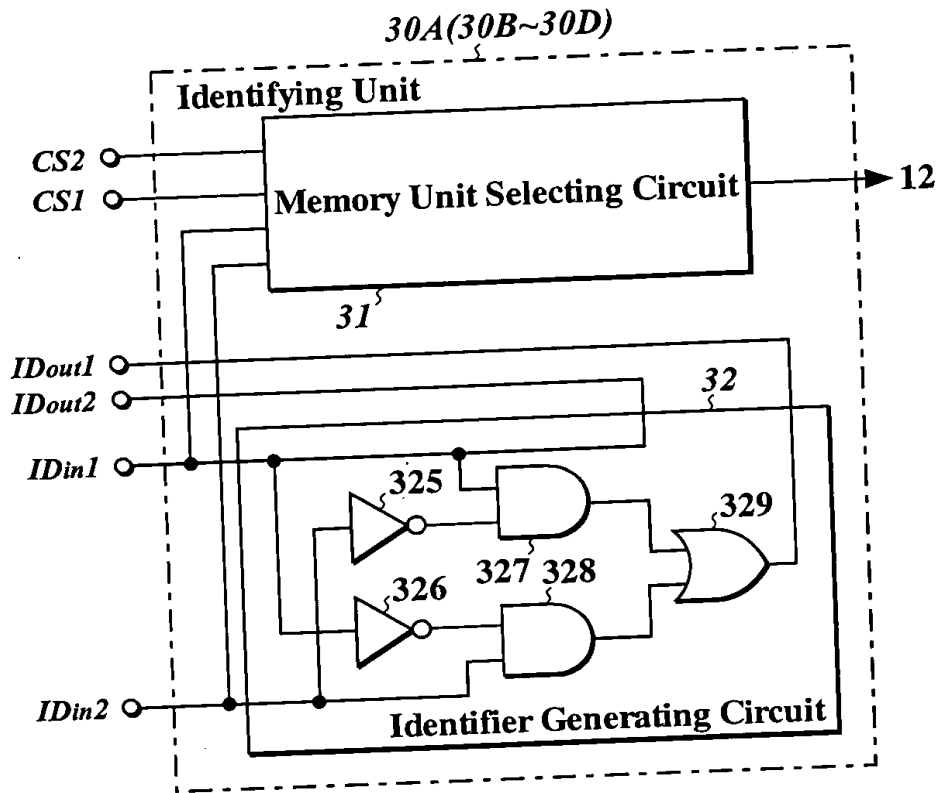 30A(30B~30D)
Identifying Unit
CS2
CS1
Memory Unit Selecting Circuit
12
31
IDout1
IDout2
32
IDin1
325
329
327
328
326
IDin2
Identifier Generating Circuit